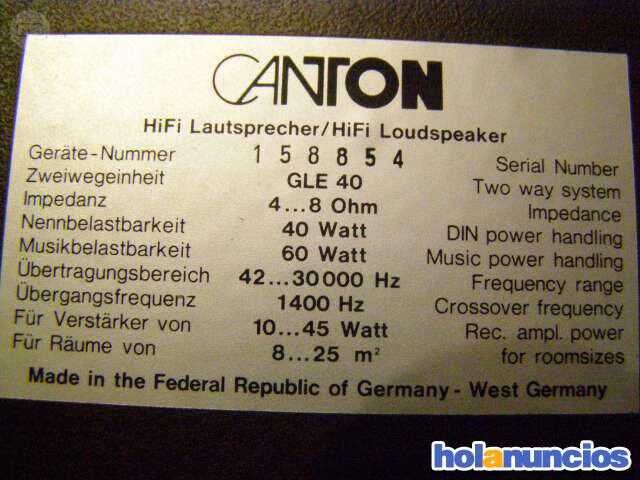 CANTON
HiFi Lautsprecher/HiFi Loudspeaker
Geräte-Nummer 158854 Serial Number
Zweiwegeinheit GLE 40 Two way system
Impedanz 4...8 Ohm Impedance
Nennbelastbarkeit 40 Watt DIN power handling
Musikbelastbarkeit 60 Watt Music power handling
Übertragungsbereich 42...30000 Hz Frequency range
Übergangsfrequenz 1400 Hz Crossover frequency
Für Verstärker von 10...45 Watt Rec. ampl. power
Für Räume von 8...25 m² for roomsizes
Made in the Federal Republic of Germany - West Germany
holanuncios